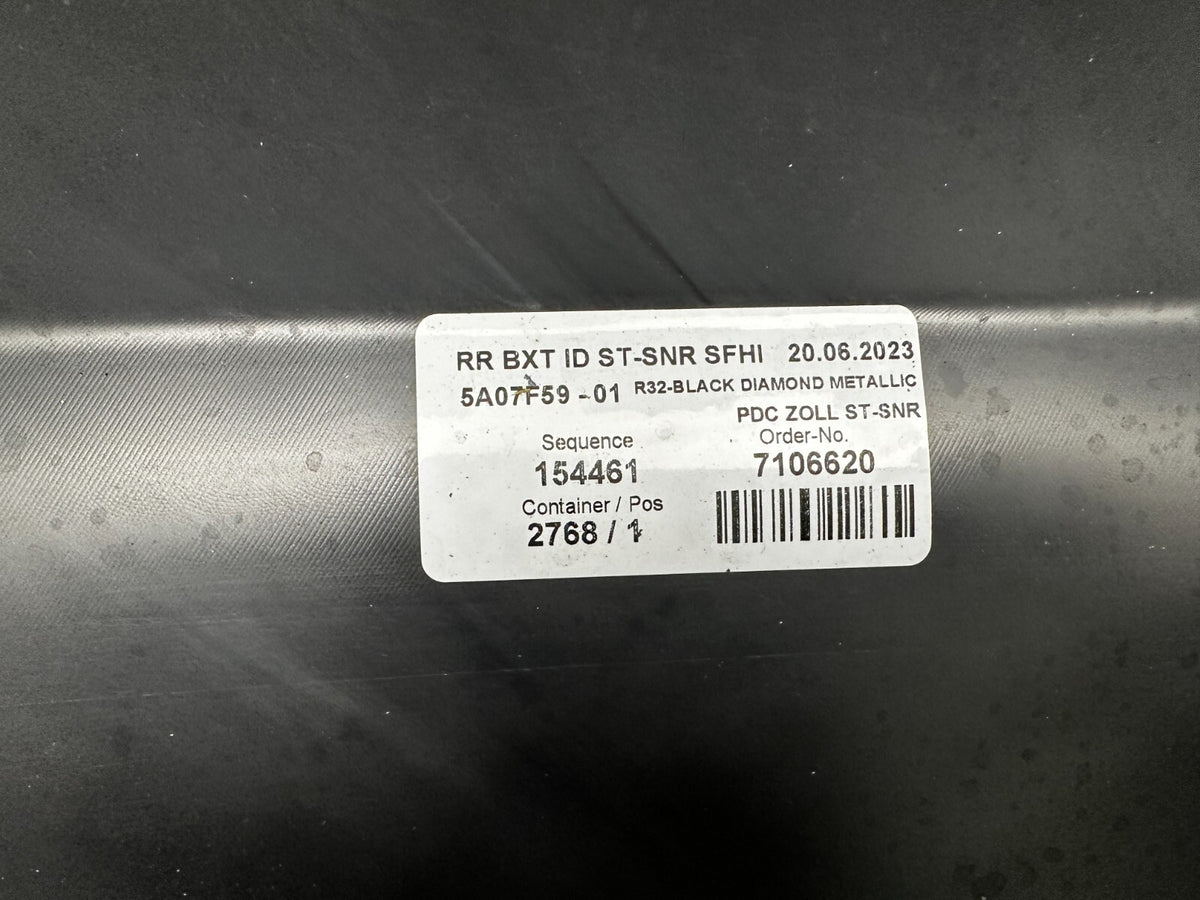 RR BXT ID ST-SNR SFHI 20.06.2023
5A07F59 -01 R32-BLACK DIAMOND METALLIC
PDC ZOLL ST-SNR
Sequence Order-No.
154461 7106620
Container / Pos
2768 / 1